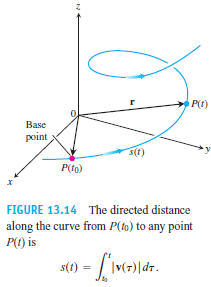 z
r
P(t)
0
Base
point
s(t)
y
P(t₀)
x
FIGURE 13.14 The directed distance
along the curve from P(t₀) to any point
P(t) is
s(t) = ∫ₜ₀ᵗ |v(τ)| dτ.